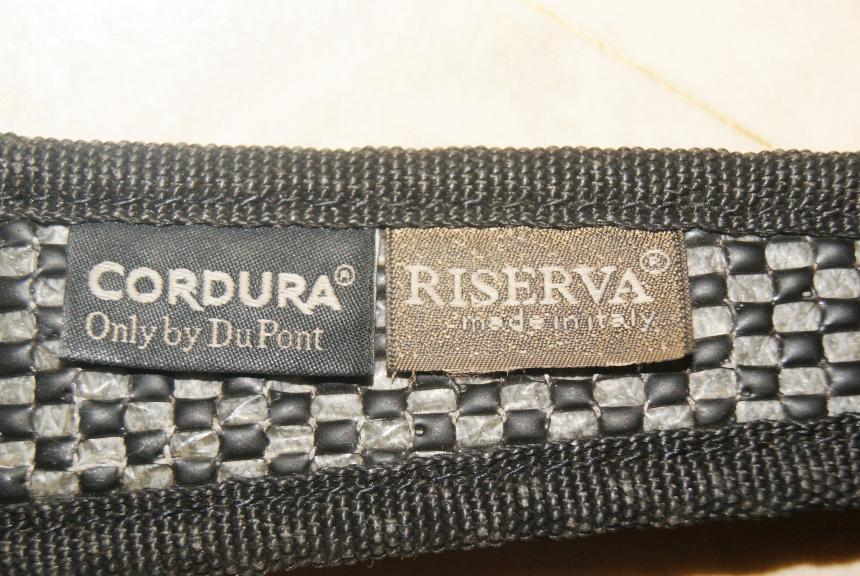 CORDURA®
Only by DuPont
RISERVA®
made in italy